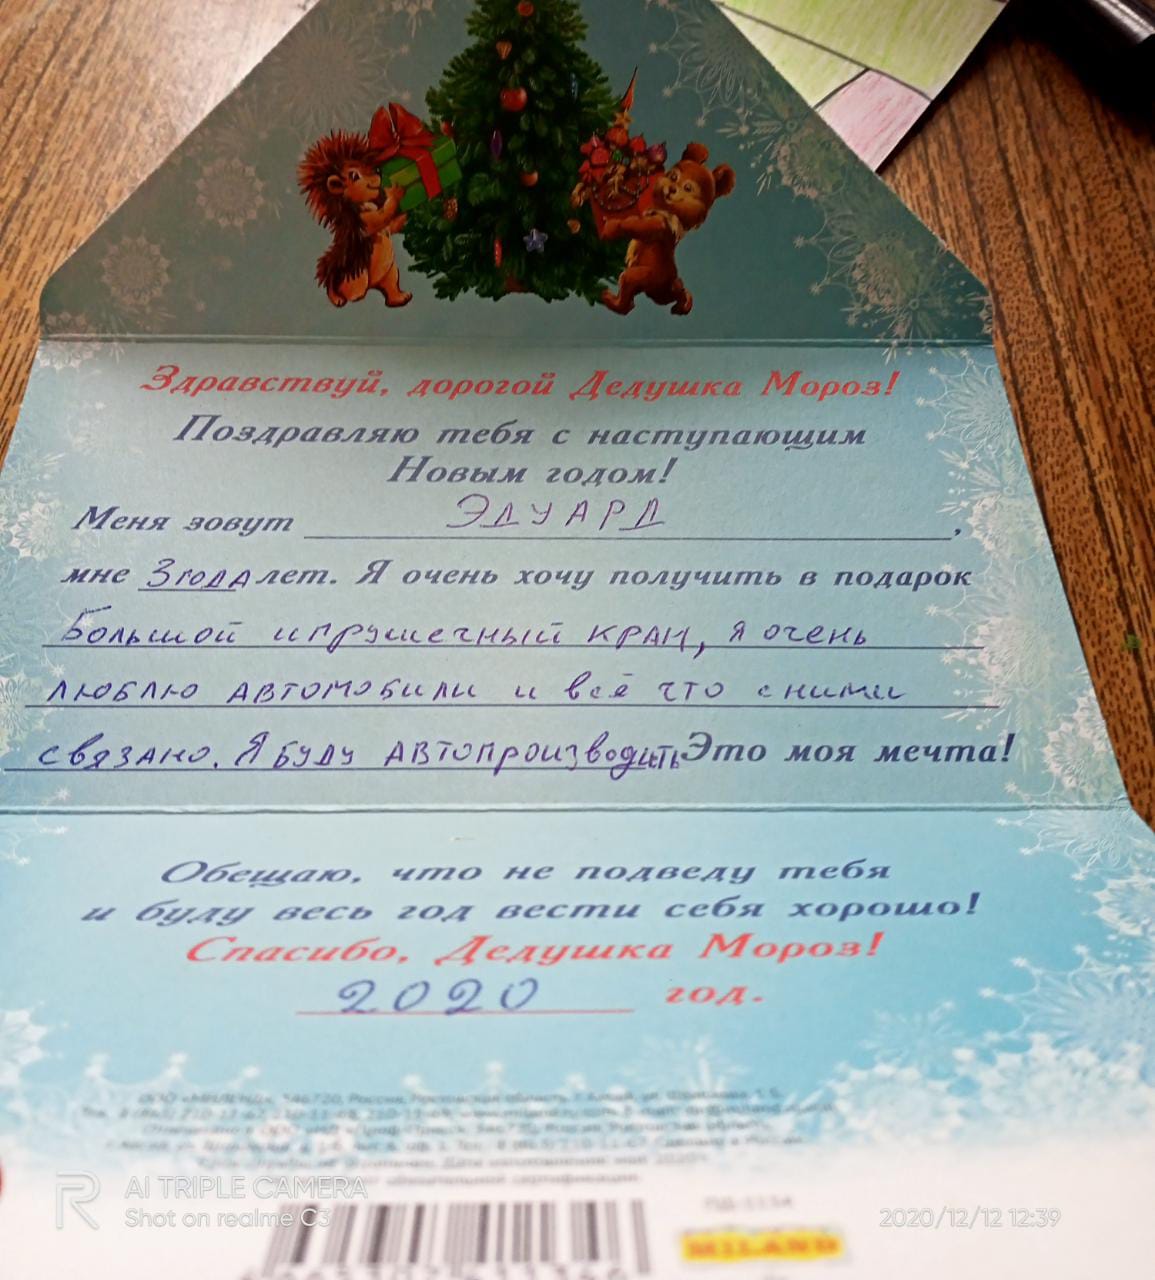 Здравствуй, дорогой Дедушка Мороз!
Поздравляю тебя с наступающим
Новым годом!
Меня зовут ЭДУАРД,
мне 3 года лет. Я очень хочу получить в подарок
Большой игрушечный кран, я очень
люблю автомобили и всё что с ними
связано. Я буду автопроизводить Это моя мечта!
Обещаю, что не подведу тебя
и буду весь год вести себя хорошо!
Спасибо, Дедушка Мороз!
2020 год.
MILAND
AI TRIPLE CAMERA
Shot on realme C3
2020/12/12 12:39